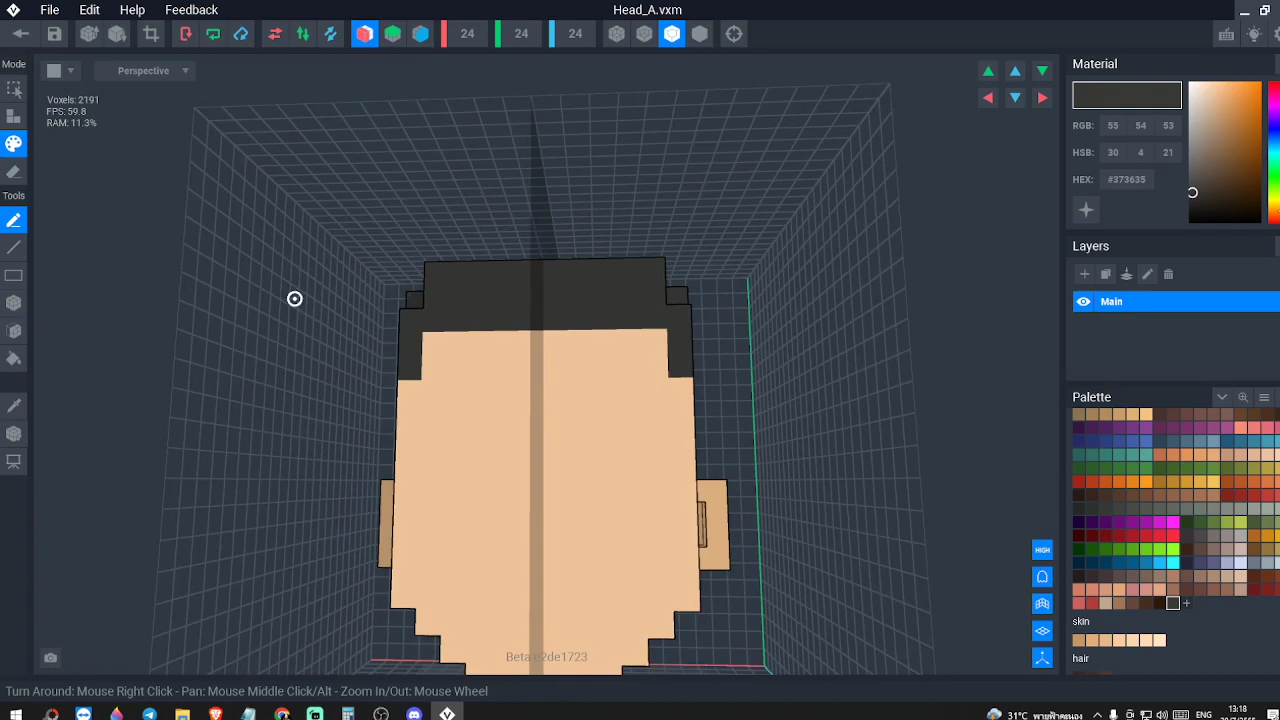 File Edit Help Feedback Head_A.vxm
24 24 24
Mode
Perspective
Voxels: 2191
FPS: 59.8
RAM: 11.3%
Tools
Material
RGB: 55 54 53
HSB: 30 4 21
HEX: #373635
Layers
Main
Palette
skin
hair
HIGH
Beta e2de1723
Turn Around: Mouse Right Click - Pan: Mouse Middle Click/Alt - Zoom In/Out: Mouse Wheel
31°C ENG 13:18